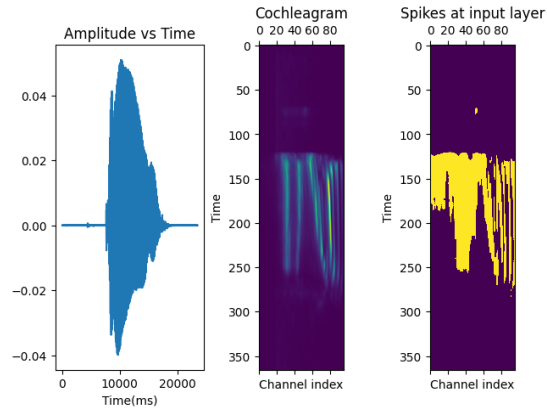 Amplitude vs Time
0.04
0.02
0.00
−0.02
−0.04
0 10000 20000
Time(ms)
Cochleagram
0 20 40 60 80
0
50
100
150
200
250
300
350
Time
Channel index
Spikes at input layer
0 20 40 60 80
0
50
100
150
200
250
300
350
Time
Channel index